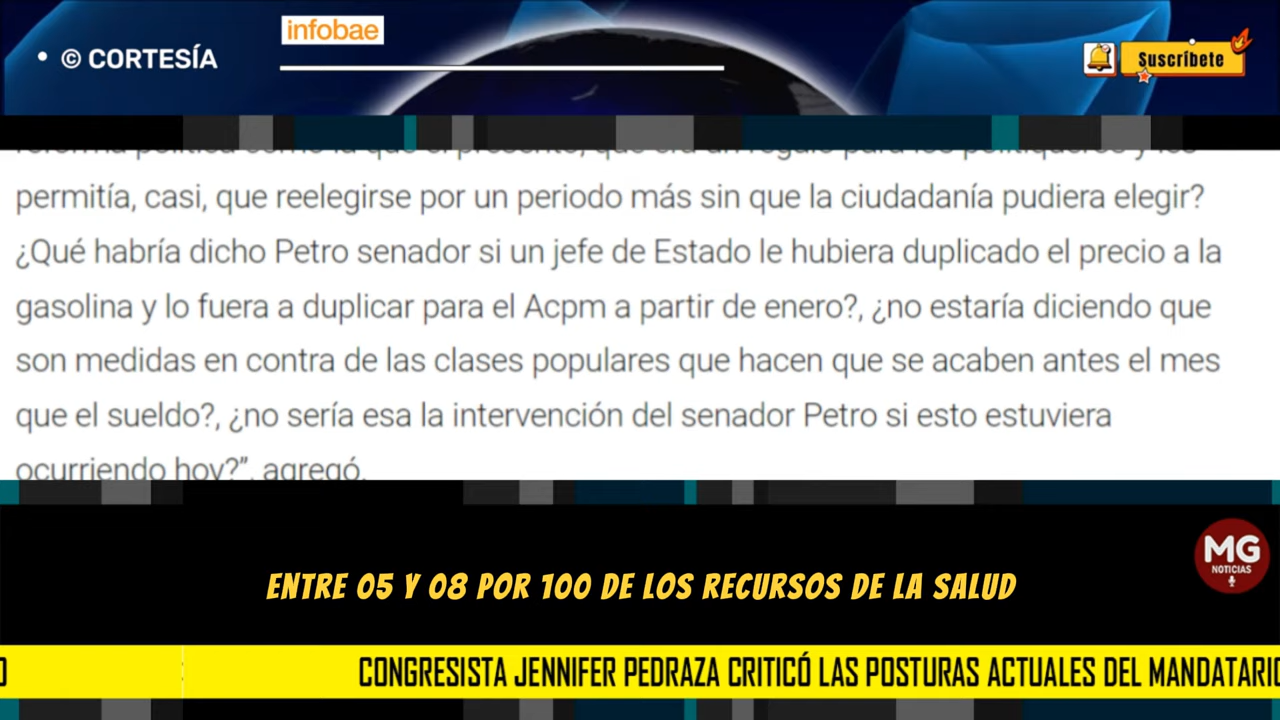 infobae
• © CORTESÍA
Suscríbete
permitía, casi, que reelegirse por un periodo más sin que la ciudadanía pudiera elegir?
¿Qué habría dicho Petro senador si un jefe de Estado le hubiera duplicado el precio a la
gasolina y lo fuera a duplicar para el Acpm a partir de enero?, ¿no estaría diciendo que
son medidas en contra de las clases populares que hacen que se acaben antes el mes
que el sueldo?, ¿no sería esa la intervención del senador Petro si esto estuviera
ocurriendo hoy?”, agregó.
MG
NOTICIAS
ENTRE 05 Y 08 POR 100 DE LOS RECURSOS DE LA SALUD
CONGRESISTA JENNIFER PEDRAZA CRITICÓ LAS POSTURAS ACTUALES DEL MANDATARIO